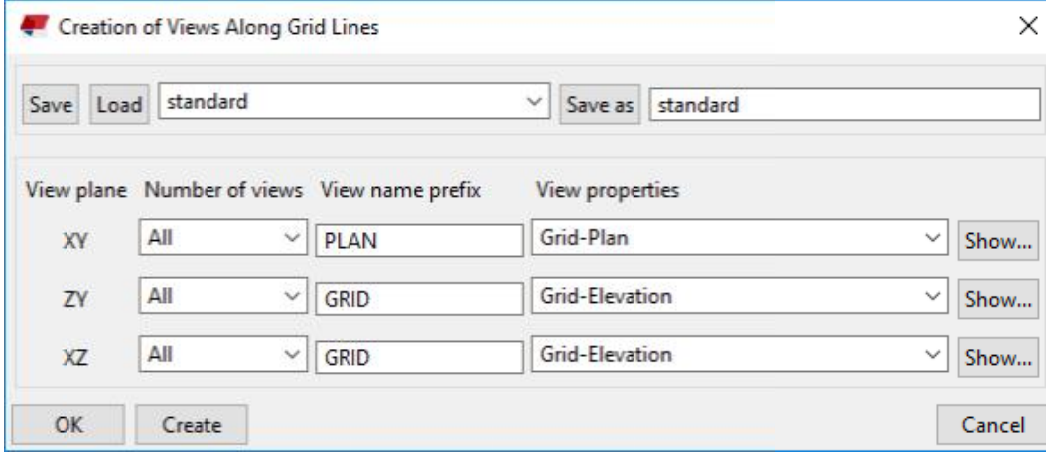 Creation of Views Along Grid Lines
Save Load standard Save as standard
View plane Number of views View name prefix View properties
XY All PLAN Grid-Plan Show...
ZY All GRID Grid-Elevation Show...
XZ All GRID Grid-Elevation Show...
OK Create Cancel